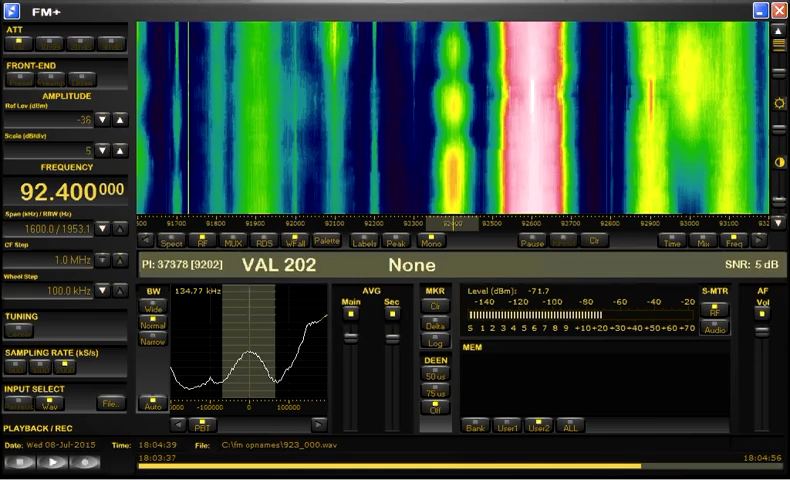 FM+
ATT
FRONT-END
AMPLITUDE
Ref Lev (dBm)
-36
Scale (dB/div)
5
FREQUENCY
92.400000
Span (kHz) / RBW (Hz)
1600.0 / 1953.1
CF Step
1.0 MHz
Wheel Step
100.0 kHz
TUNING
SAMPLING RATE (kS/s)
INPUT SELECT
Wav File..
91700 91800 91900 92000 92100 92200 92300 92400 92500 92600 92700 92800 92900 93000 93100
Spect RF MUX RDS WFall Palette Labels Peak Mono Pause Clr Time Mix Freq
PI: 37378 [9202] VAL 202 None SNR: 5 dB
BW
Wide
Normal
Narrow
Auto
134.77 kHz
-100000 0 100000
PBT
AVG
Main Sec
MKR
Clr
Delta
Log
DEEN
50 us
75 us
Off
Level (dBm): -71.7
-140 -120 -100 -80 -60 -40 -20
S 1 2 3 4 5 6 7 8 9 +10+20+30+40+50+60+70
S-MTR
RF
Audio
MEM
Bank User1 User2 ALL
AF
Vol
PLAYBACK / REC
Date: Wed 08-Jul-2015 Time: 18:04:39 File: C:\fm opnames\923_000.wav
18:03:37 18:04:56